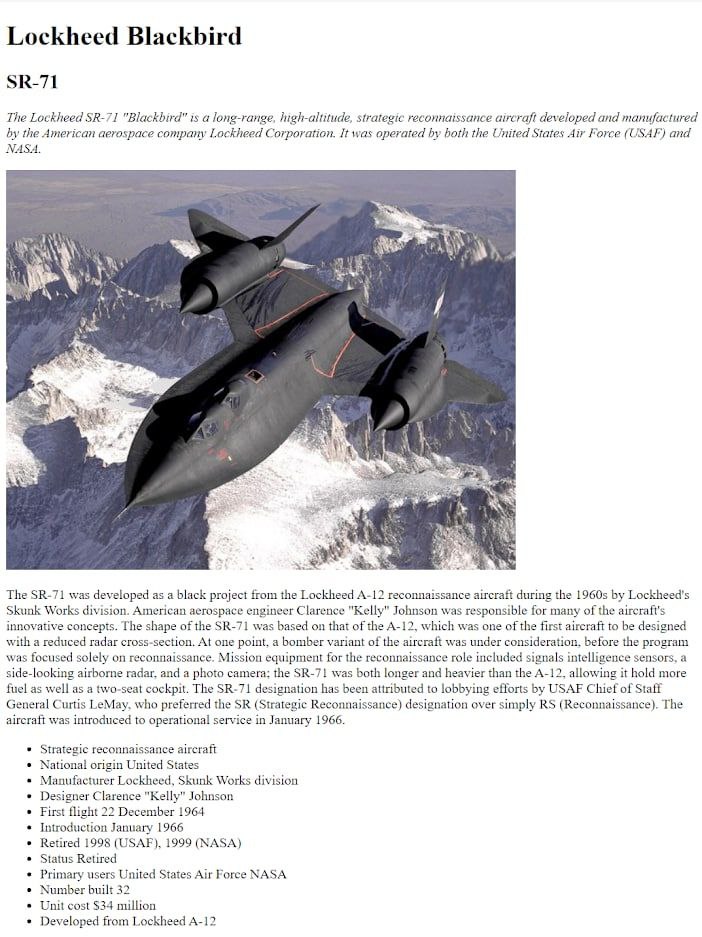 Lockheed Blackbird
SR-71
The Lockheed SR-71 "Blackbird" is a long-range, high-altitude, strategic reconnaissance aircraft developed and manufactured
by the American aerospace company Lockheed Corporation. It was operated by both the United States Air Force (USAF) and
NASA.
The SR-71 was developed as a black project from the Lockheed A-12 reconnaissance aircraft during the 1960s by Lockheed's
Skunk Works division. American aerospace engineer Clarence "Kelly" Johnson was responsible for many of the aircraft's
innovative concepts. The shape of the SR-71 was based on that of the A-12, which was one of the first aircraft to be designed
with a reduced radar cross-section. At one point, a bomber variant of the aircraft was under consideration, before the program
was focused solely on reconnaissance. Mission equipment for the reconnaissance role included signals intelligence sensors, a
side-looking airborne radar, and a photo camera; the SR-71 was both longer and heavier than the A-12, allowing it hold more
fuel as well as a two-seat cockpit. The SR-71 designation has been attributed to lobbying efforts by USAF Chief of Staff
General Curtis LeMay, who preferred the SR (Strategic Reconnaissance) designation over simply RS (Reconnaissance). The
aircraft was introduced to operational service in January 1966.
• Strategic reconnaissance aircraft
• National origin United States
• Manufacturer Lockheed, Skunk Works division
• Designer Clarence "Kelly" Johnson
• First flight 22 December 1964
• Introduction January 1966
• Retired 1998 (USAF), 1999 (NASA)
• Status Retired
• Primary users United States Air Force NASA
• Number built 32
• Unit cost $34 million
• Developed from Lockheed A-12